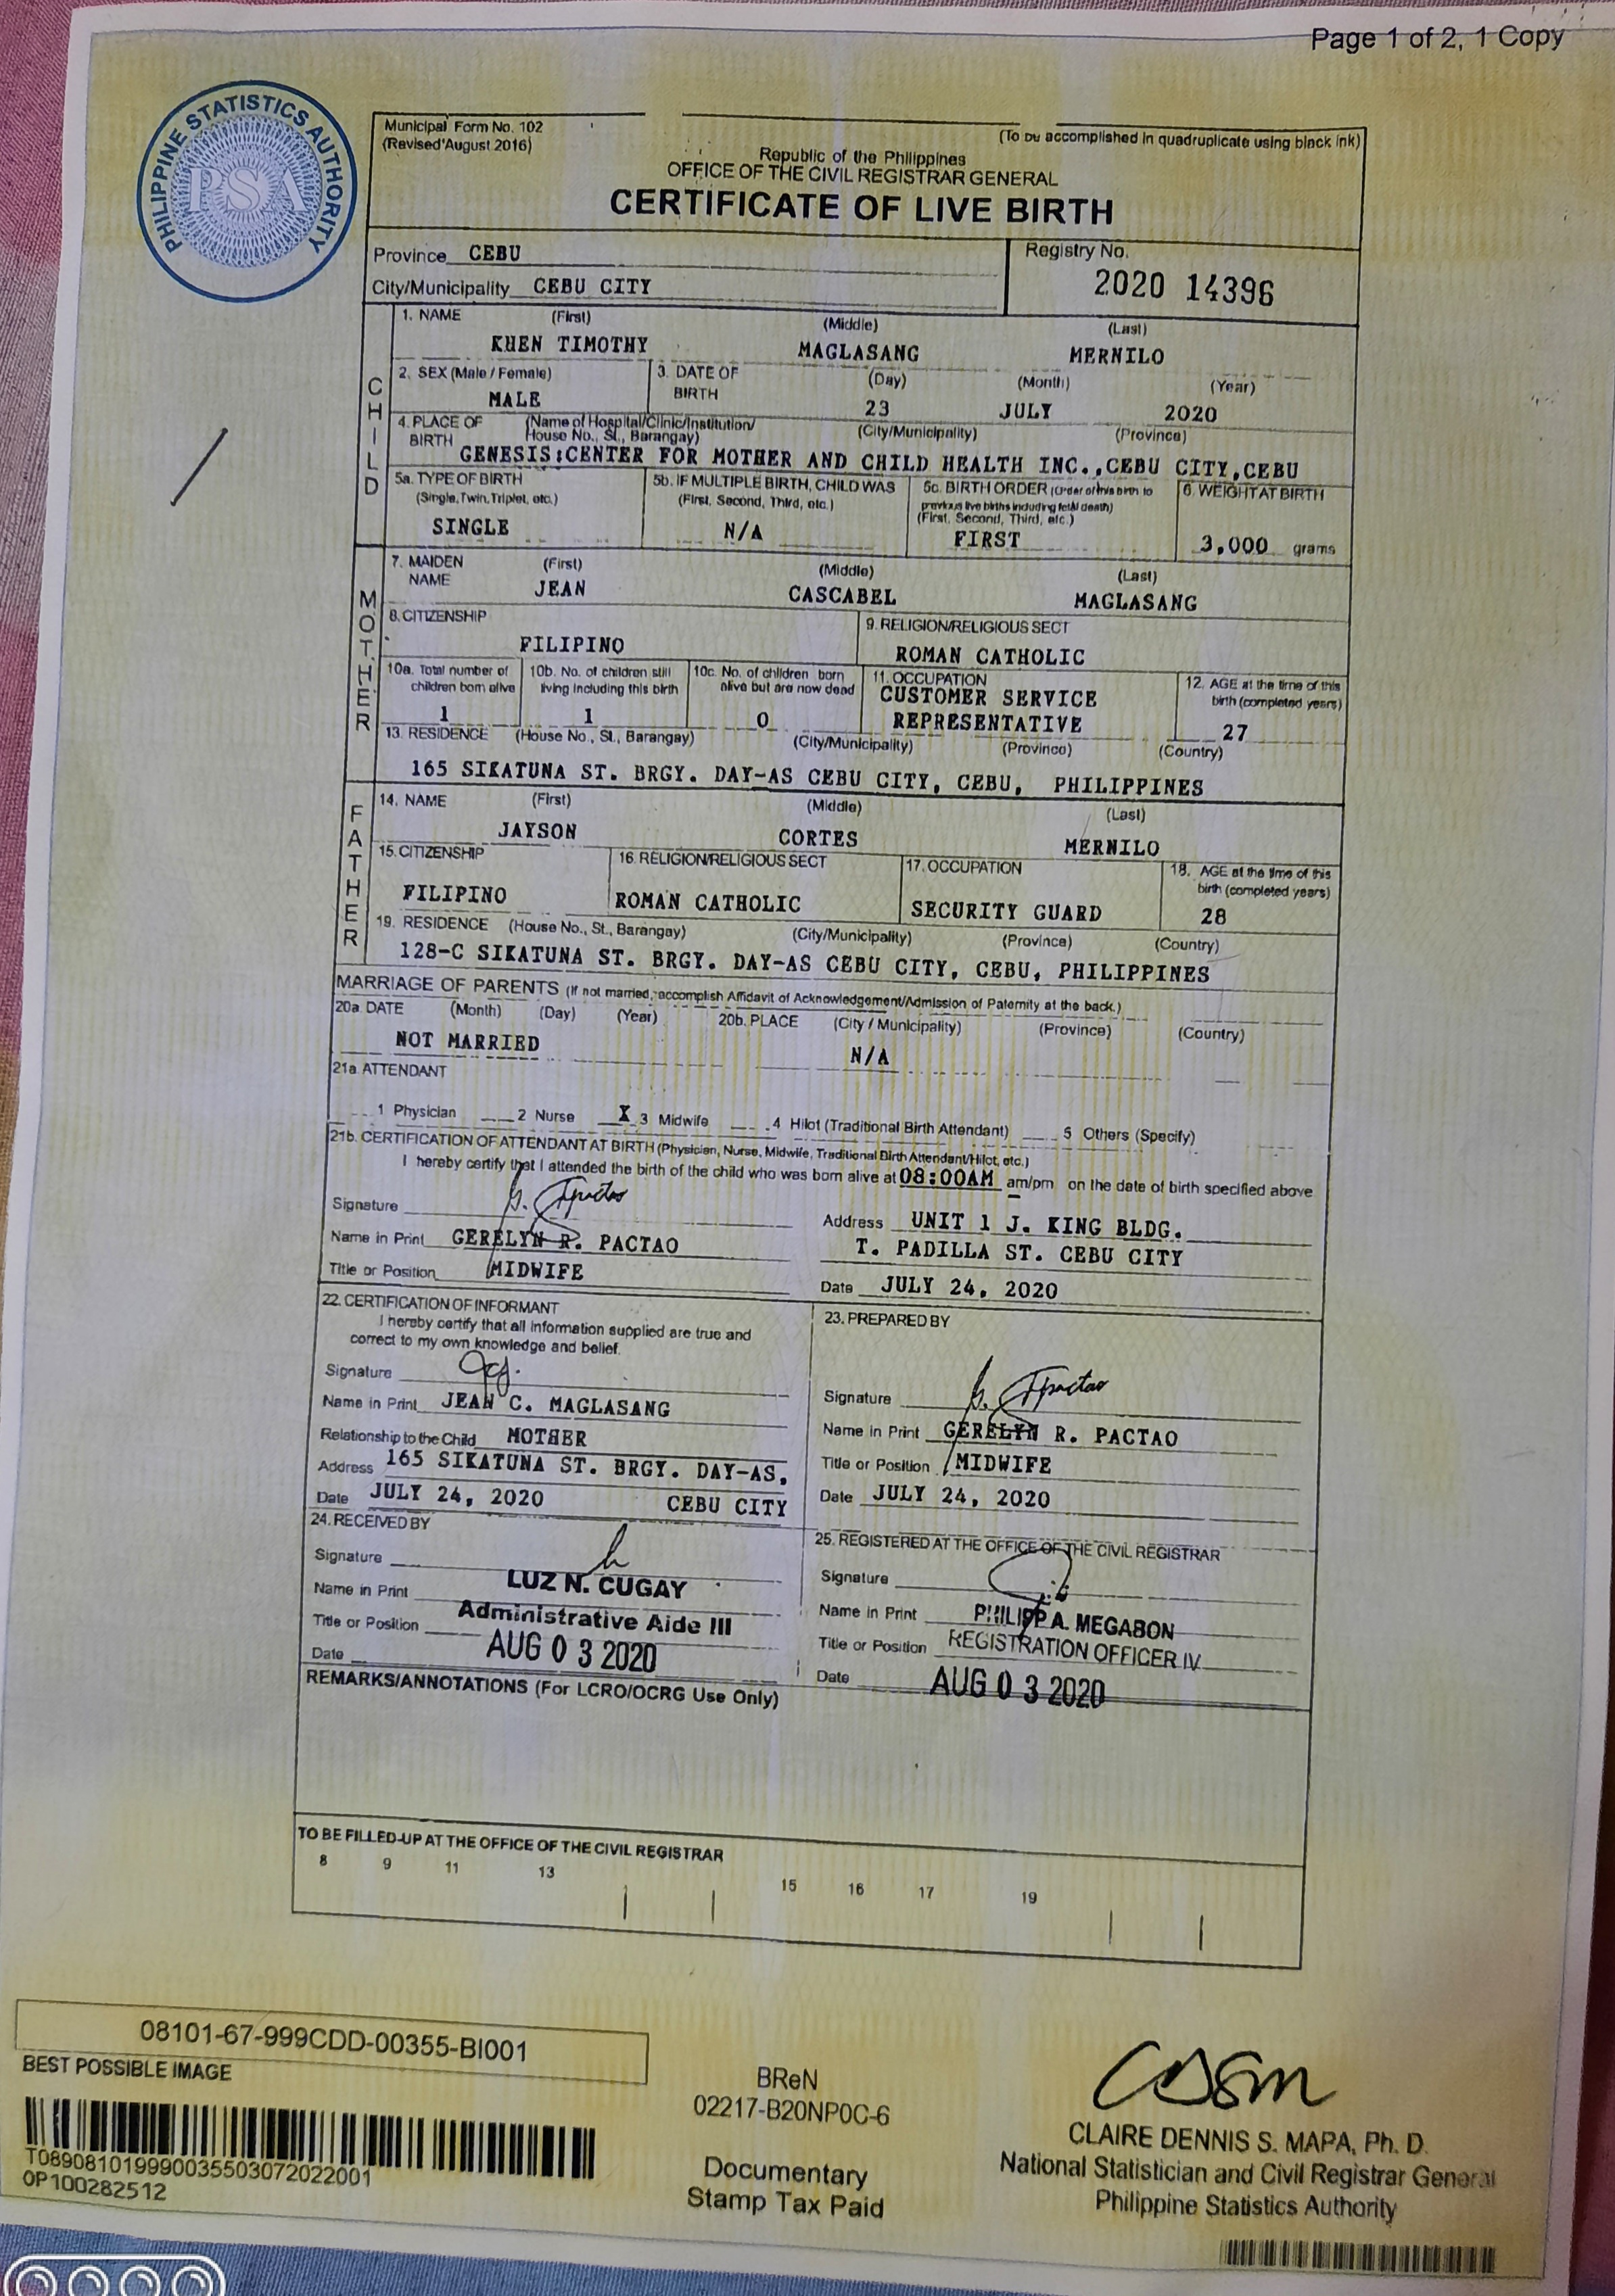 Page 1 of 2, 1 Copy
PHILIPPINE STATISTICS AUTHORITY
PSA
Municipal Form No. 102
(Revised August 2016)
(To be accomplished in quadruplicate using black ink)
Republic of the Philippines
OFFICE OF THE CIVIL REGISTRAR GENERAL
CERTIFICATE OF LIVE BIRTH
Province CEBU
City/Municipality CEBU CITY
Registry No.
2020 14396
CHILD
1. NAME (First) (Middle) (Last)
KHEN TIMOTHY MAGLASANG MERNILO
2. SEX (Male / Female) 3. DATE OF BIRTH (Day) (Month) (Year)
MALE 23 JULY 2020
4. PLACE OF BIRTH (Name of Hospital/Clinic/Institution/ House No., St., Barangay) (City/Municipality) (Province)
GENESIS:CENTER FOR MOTHER AND CHILD HEALTH INC.,CEBU CITY,CEBU
5a. TYPE OF BIRTH (Single, Twin, Triplet, etc.) 5b. IF MULTIPLE BIRTH, CHILD WAS (First, Second, Third, etc.) 5c. BIRTH ORDER (Order of this birth to previous live births including fetal death) (First, Second, Third, etc.) 6. WEIGHT AT BIRTH
SINGLE N/A FIRST 3,000 grams
MOTHER
7. MAIDEN NAME (First) (Middle) (Last)
JEAN CASCABEL MAGLASANG
8. CITIZENSHIP 9. RELIGION/RELIGIOUS SECT
FILIPINO ROMAN CATHOLIC
10a. Total number of children born alive 10b. No. of children still living including this birth 10c. No. of children born alive but are now dead 11. OCCUPATION 12. AGE at the time of this birth (completed years)
1 1 0 CUSTOMER SERVICE REPRESENTATIVE 27
13. RESIDENCE (House No., St., Barangay) (City/Municipality) (Province) (Country)
165 SIKATUNA ST. BRGY. DAY-AS CEBU CITY, CEBU, PHILIPPINES
FATHER
14. NAME (First) (Middle) (Last)
JAYSON CORTES MERNILO
15. CITIZENSHIP 16. RELIGION/RELIGIOUS SECT 17. OCCUPATION 18. AGE at the time of this birth (completed years)
FILIPINO ROMAN CATHOLIC SECURITY GUARD 28
19. RESIDENCE (House No., St., Barangay) (City/Municipality) (Province) (Country)
128-C SIKATUNA ST. BRGY. DAY-AS CEBU CITY, CEBU, PHILIPPINES
MARRIAGE OF PARENTS (If not married, accomplish Affidavit of Acknowledgement/Admission of Paternity at the back.)
20a. DATE (Month) (Day) (Year) 20b. PLACE (City / Municipality) (Province) (Country)
NOT MARRIED N/A
21a. ATTENDANT
1 Physician 2 Nurse X 3 Midwife 4 Hilot (Traditional Birth Attendant) 5 Others (Specify)
21b. CERTIFICATION OF ATTENDANT AT BIRTH (Physician, Nurse, Midwife, Traditional Birth Attendant/Hilot, etc.)
I hereby certify that I attended the birth of the child who was born alive at 08:00AM am/pm on the date of birth specified above
Signature
Name in Print GERELYN R. PACTAO
Title or Position MIDWIFE
Address UNIT 1 J. KING BLDG.
T. PADILLA ST. CEBU CITY
Date JULY 24, 2020
22. CERTIFICATION OF INFORMANT
I hereby certify that all information supplied are true and
correct to my own knowledge and belief.
Signature
Name in Print JEAN C. MAGLASANG
Relationship to the Child MOTHER
Address 165 SIKATUNA ST. BRGY. DAY-AS,
Date JULY 24, 2020 CEBU CITY
23. PREPARED BY
Signature
Name in Print GERELYN R. PACTAO
Title or Position MIDWIFE
Date JULY 24, 2020
24. RECEIVED BY
Signature
Name in Print LUZ N. CUGAY
Title or Position Administrative Aide III
Date AUG 03 2020
25. REGISTERED AT THE OFFICE OF THE CIVIL REGISTRAR
Signature
Name in Print PHILIPP A. MEGABON
Title or Position REGISTRATION OFFICER IV
Date AUG 03 2020
REMARKS/ANNOTATIONS (For LCRO/OCRG Use Only)
TO BE FILLED-UP AT THE OFFICE OF THE CIVIL REGISTRAR
8 9 11 13 15 16 17 19
08101-67-999CDD-00355-BI001
BEST POSSIBLE IMAGE
T08908101999003550307​2022001
0P100282512
BReN
02217-B20NP0C-6
Documentary
Stamp Tax Paid
CLAIRE DENNIS S. MAPA, Ph. D.
National Statistician and Civil Registrar General
Philippine Statistics Authority